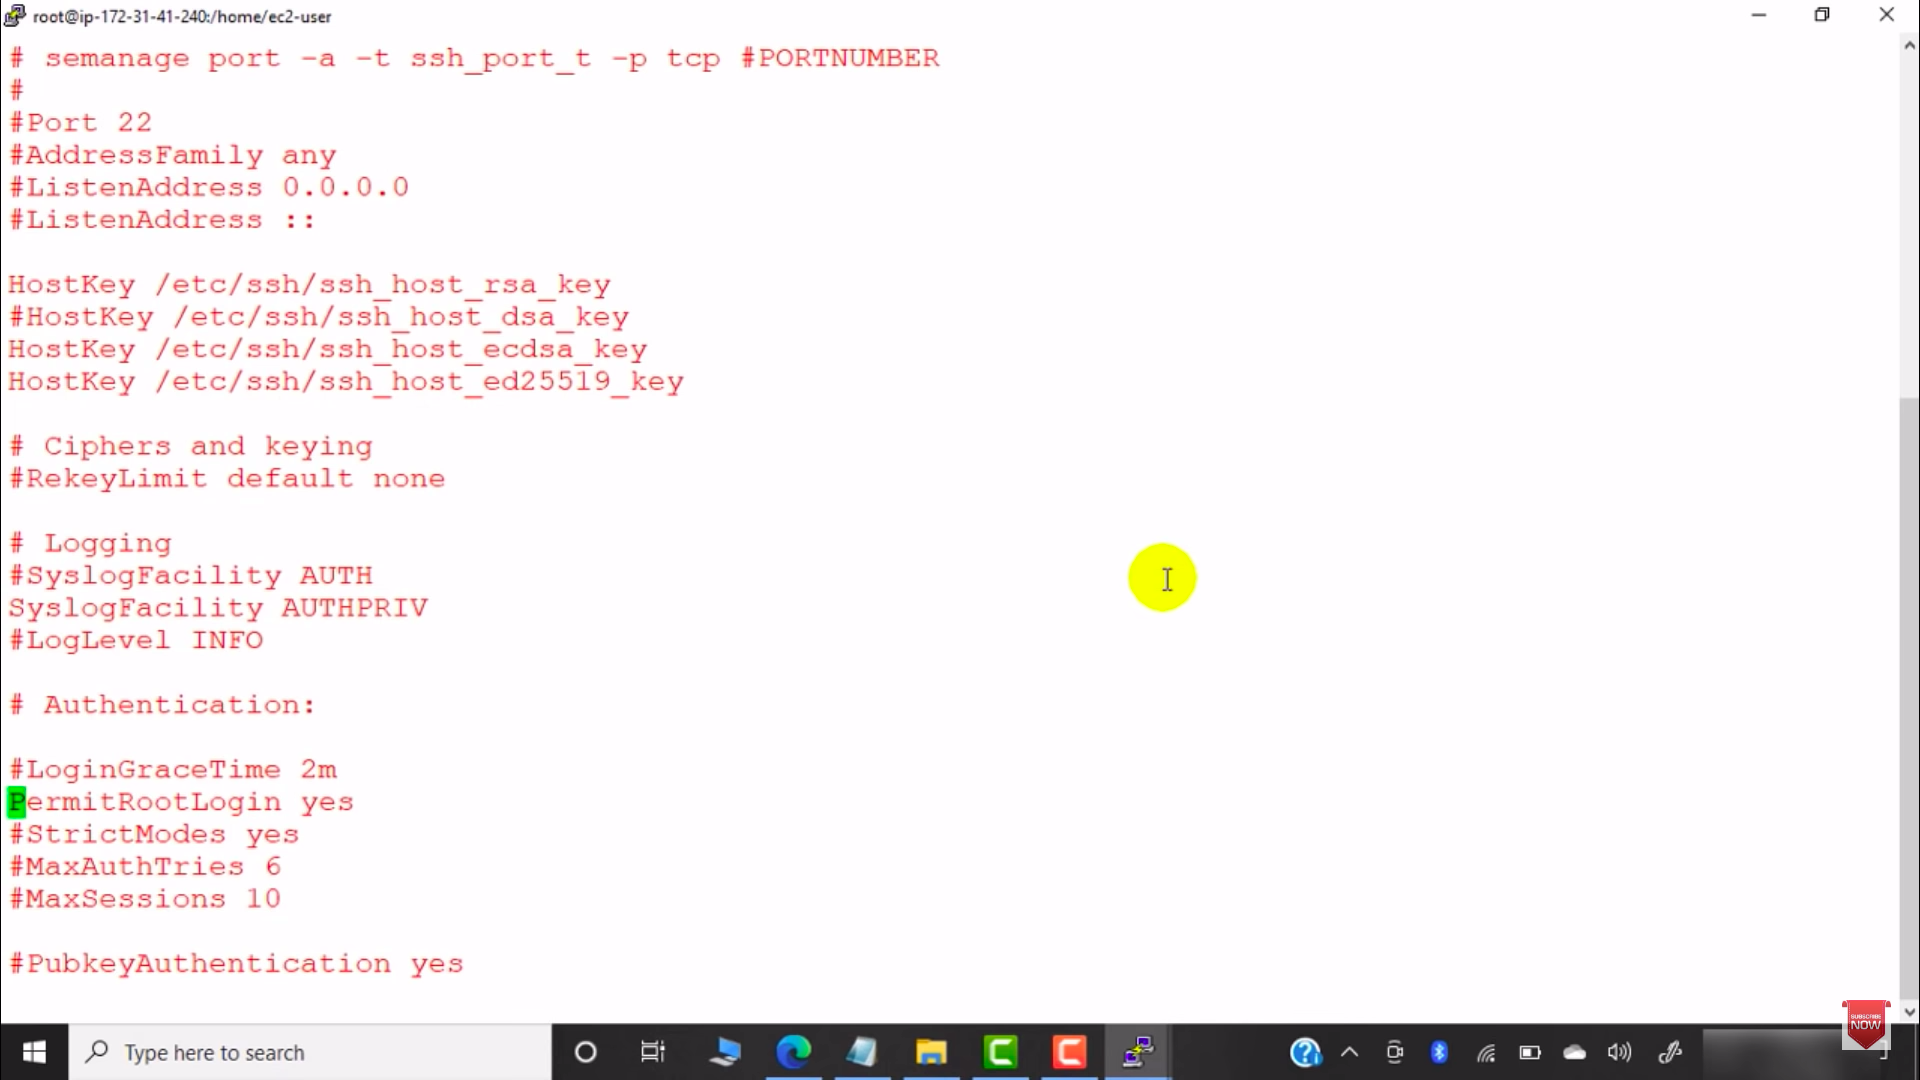 root@ip-172-31-41-240:/home/ec2-user
# semanage port -a -t ssh_port_t -p tcp #PORTNUMBER
#
#Port 22
#AddressFamily any
#ListenAddress 0.0.0.0
#ListenAddress ::
HostKey /etc/ssh/ssh_host_rsa_key
#HostKey /etc/ssh/ssh_host_dsa_key
HostKey /etc/ssh/ssh_host_ecdsa_key
HostKey /etc/ssh/ssh_host_ed25519_key
# Ciphers and keying
#RekeyLimit default none
# Logging
#SyslogFacility AUTH
SyslogFacility AUTHPRIV
#LogLevel INFO
# Authentication:
#LoginGraceTime 2m
PermitRootLogin yes
#StrictModes yes
#MaxAuthTries 6
#MaxSessions 10
#PubkeyAuthentication yes
SUBSCRIBE
NOW
Type here to search